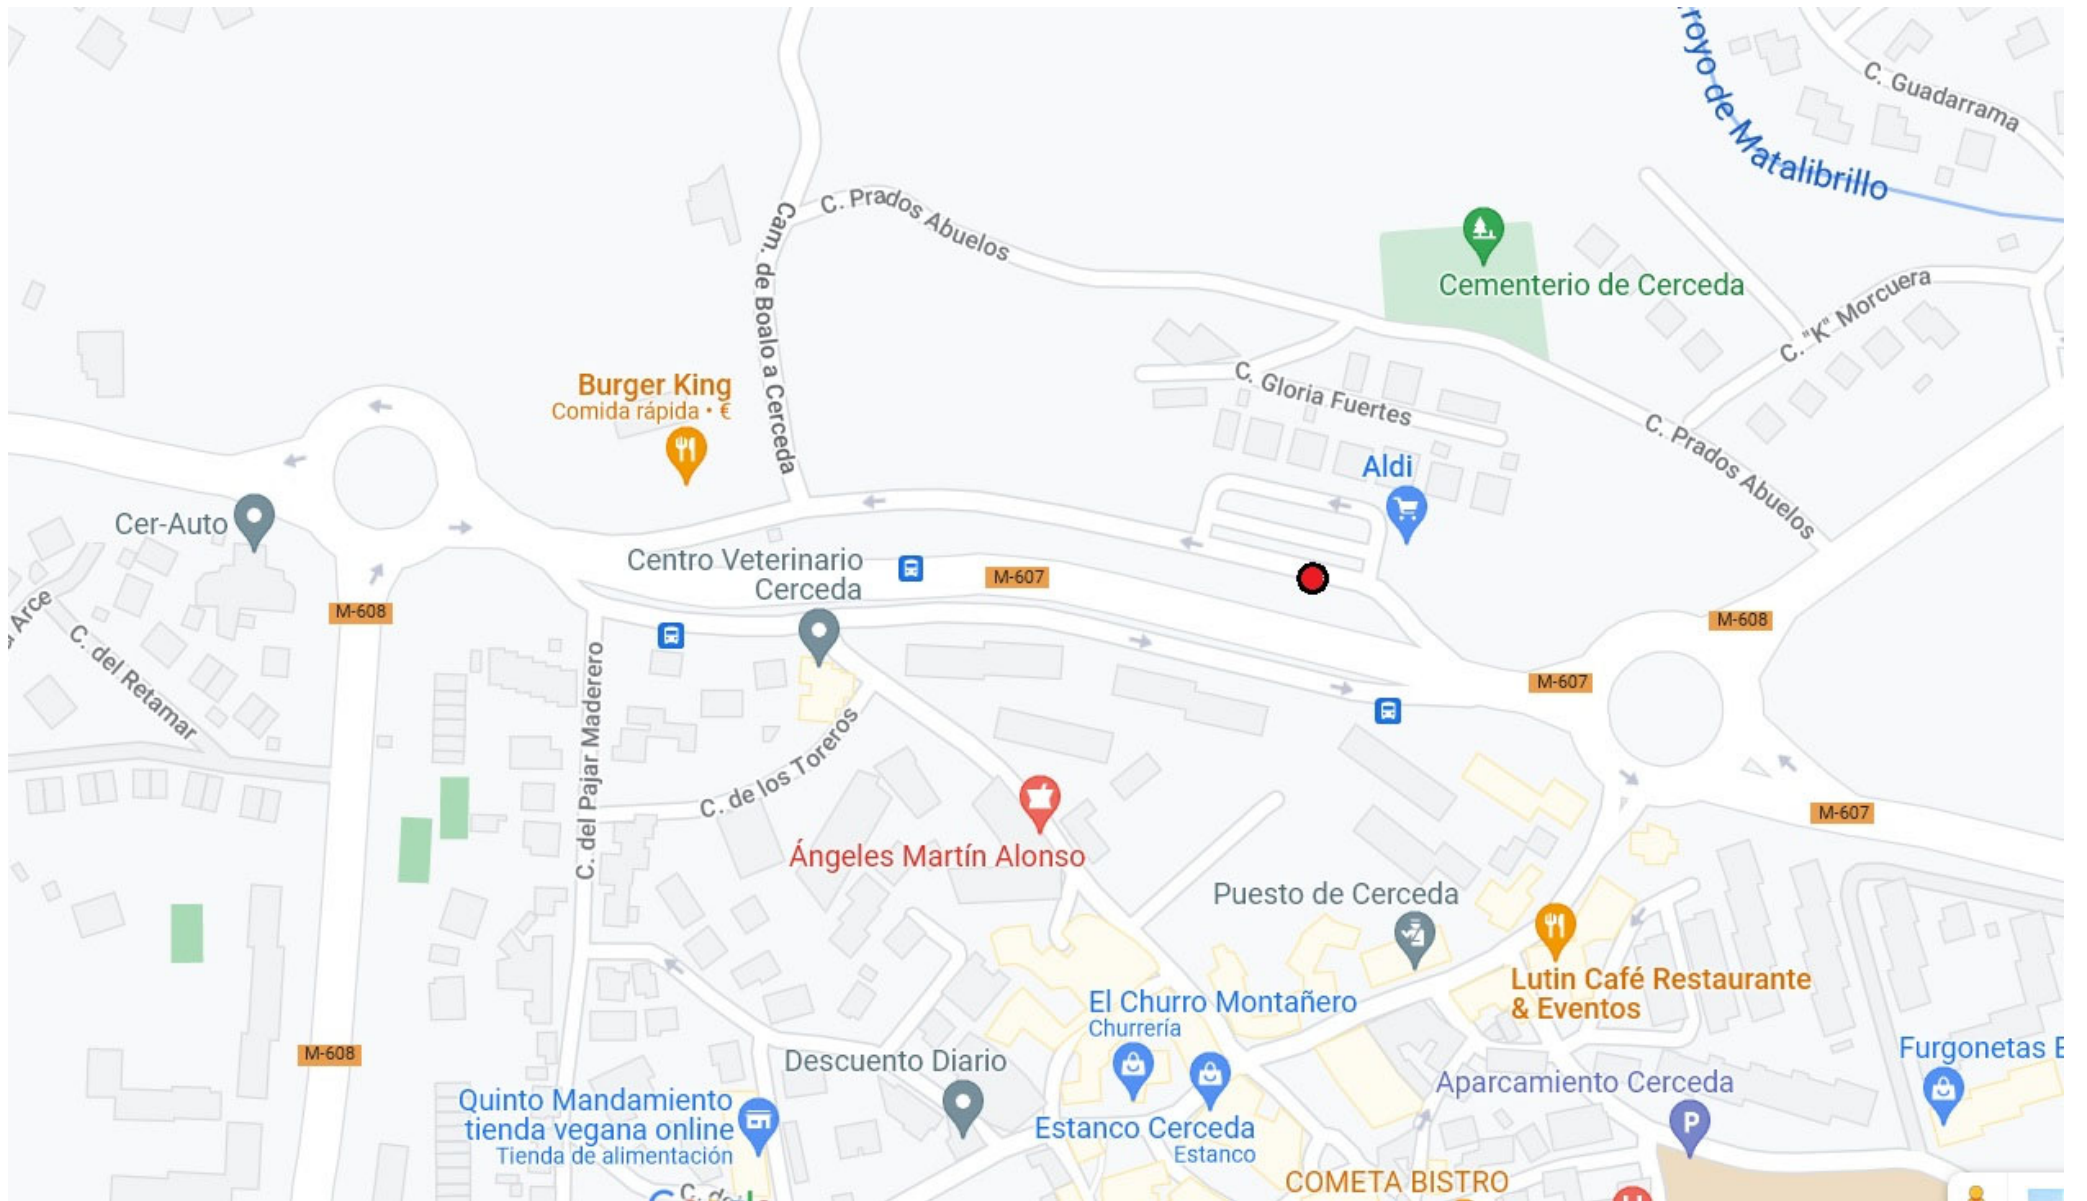 Arroyo de Matalibrillo
C. Guadarrama
C. Prados Abuelos
Cam. de Boalo a Cerceda
Cementerio de Cerceda
C. "K" Morcuera
Burger King
Comida rápida • €
C. Gloria Fuertes
C. Prados Abuelos
Aldi
Cer-Auto
Centro Veterinario
Cerceda
M-607
M-608
M-608
Arce
C. del Retamar
C. del Pajar Maderero
M-607
C. de los Toreros
M-607
Ángeles Martín Alonso
Puesto de Cerceda
Lutin Café Restaurante
& Eventos
El Churro Montañero
Churrería
M-608
Descuento Diario
Furgonetas E
Aparcamiento Cerceda
P
Quinto Mandamiento
tienda vegana online
Tienda de alimentación
Estanco Cerceda
Estanco
COMETA BISTRO